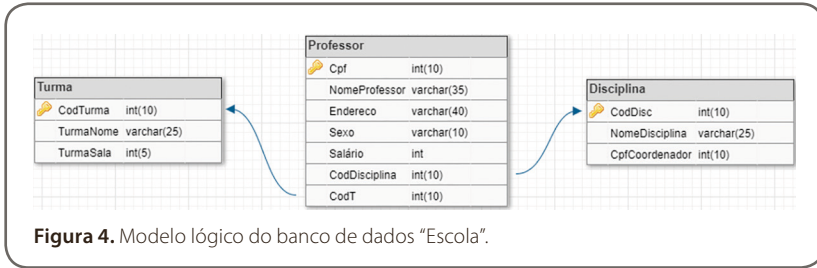 Turma
CodTurma int(10)
TurmaNome varchar(25)
TurmaSala int(5)
Professor
Cpf int(10)
NomeProfessor varchar(35)
Endereco varchar(40)
Sexo varchar(10)
Salário int
CodDisciplina int(10)
CodT int(10)
Disciplina
CodDisc int(10)
NomeDisciplina varchar(25)
CpfCoordenador int(10)
Figura 4. Modelo lógico do banco de dados “Escola”.